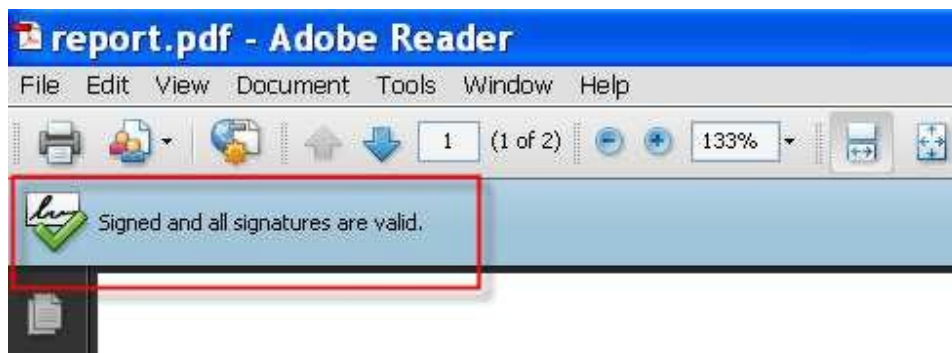 report.pdf - Adobe Reader
File Edit View Document Tools Window Help
1 (1 of 2) 133%
Signed and all signatures are valid.